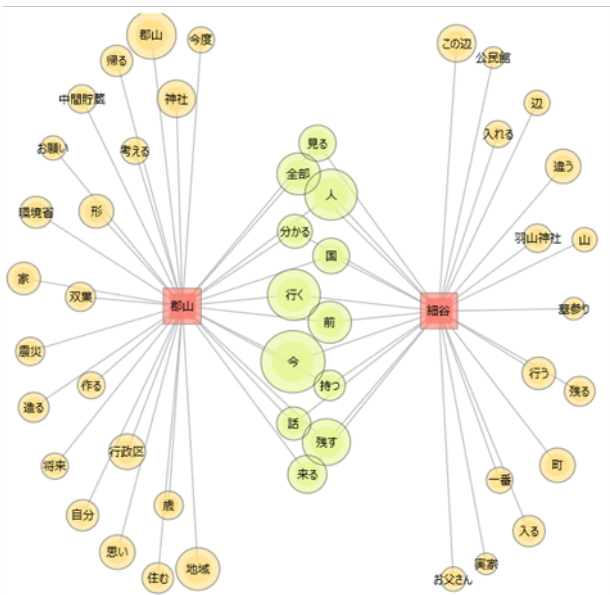 郡山
今度
この辺
公民館
帰る
中間貯蔵
神社
辺
入れる
お願い
考える
見る
違う
全部
人
環境省
形
分かる
羽山神社
山
国
家
双葉
行く
郡山
細谷
墓参り
前
震災
今
行う
作る
持つ
残る
造る
話
残す
行政区
将来
来る
町
一番
歳
自分
入る
思い
実家
住む
地域
お父さん